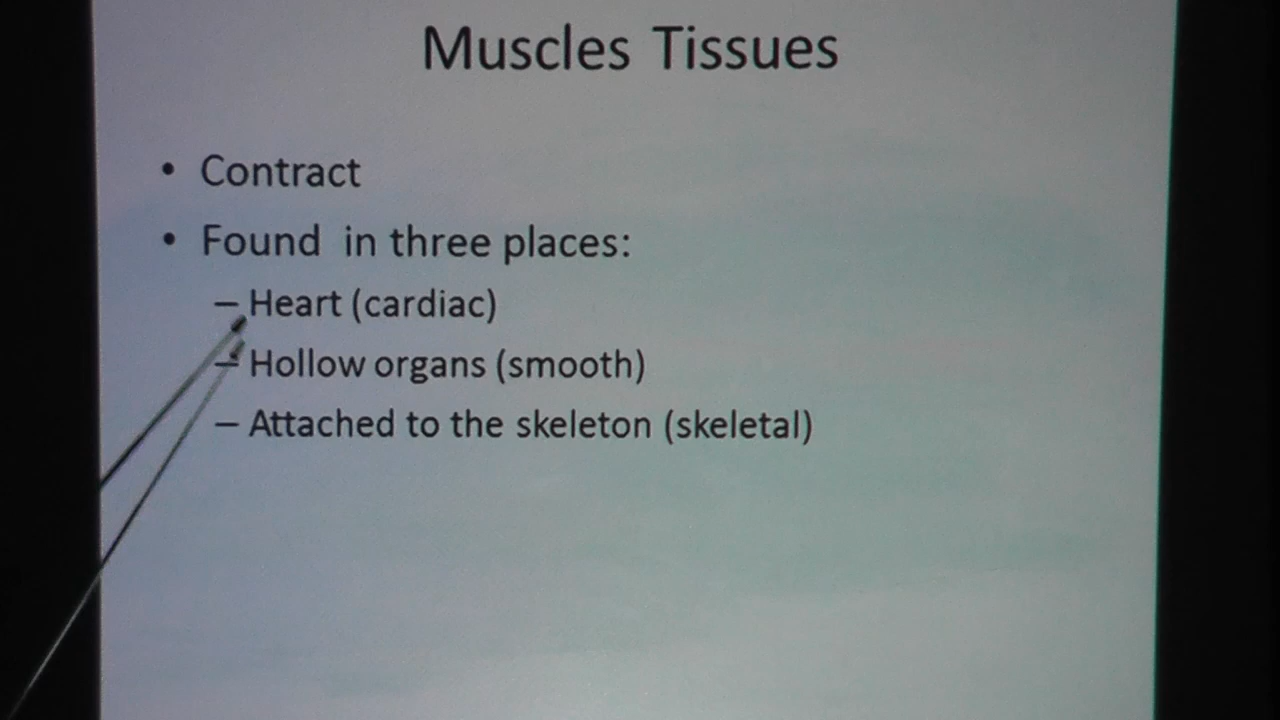 Muscles Tissues
• Contract
• Found in three places:
– Heart (cardiac)
– Hollow organs (smooth)
– Attached to the skeleton (skeletal)